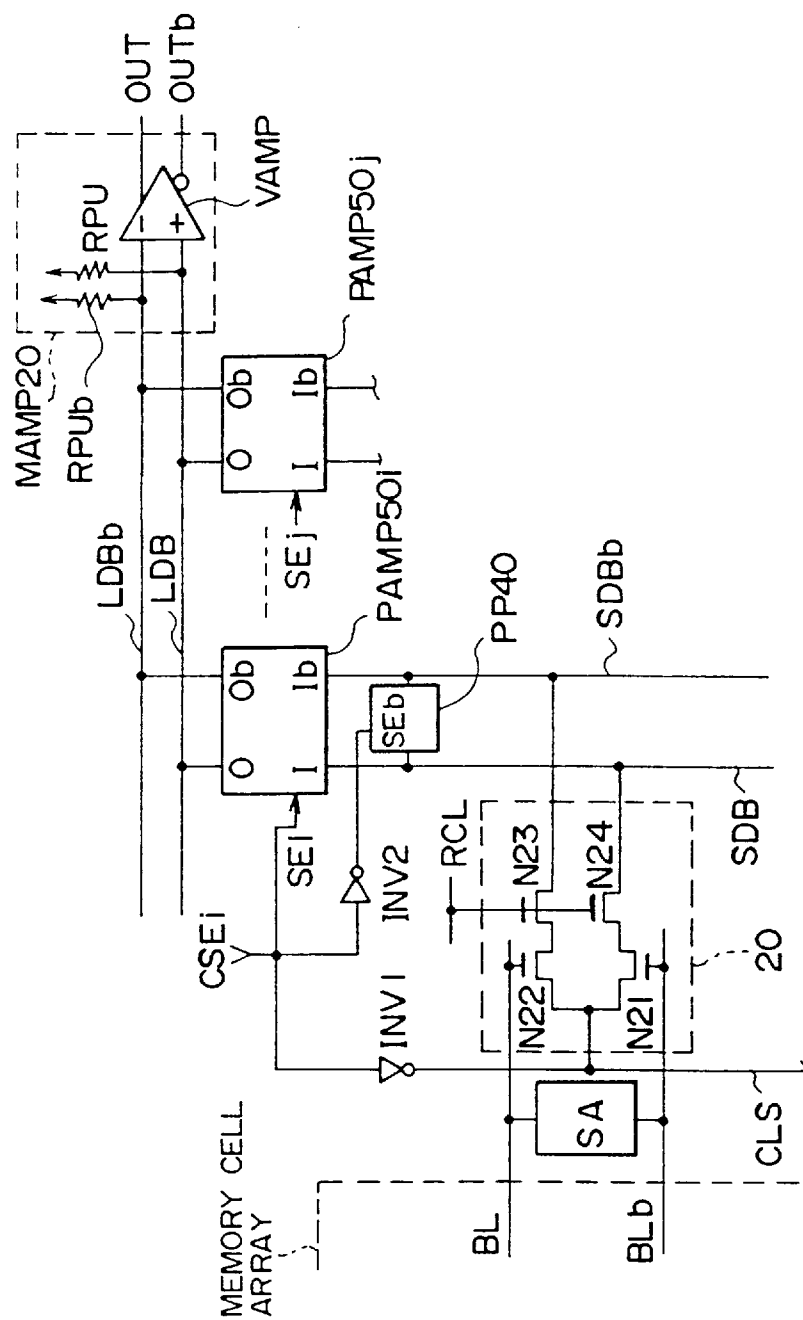 OUT
OUTb
VAMP
RPU
MAMP20
RPUb
LDBb
LDB
PAMP50j
O Ob
I Ib
SEj
PAMP50i
O Ob
I Ib
SEI
PP40
SEb
SDBb
SDB
CSEi
INV2
INV1
RCL
N23
N24
N22
N21
20
SA
CLS
BL
BLb
MEMORY CELL
ARRAY
+
−